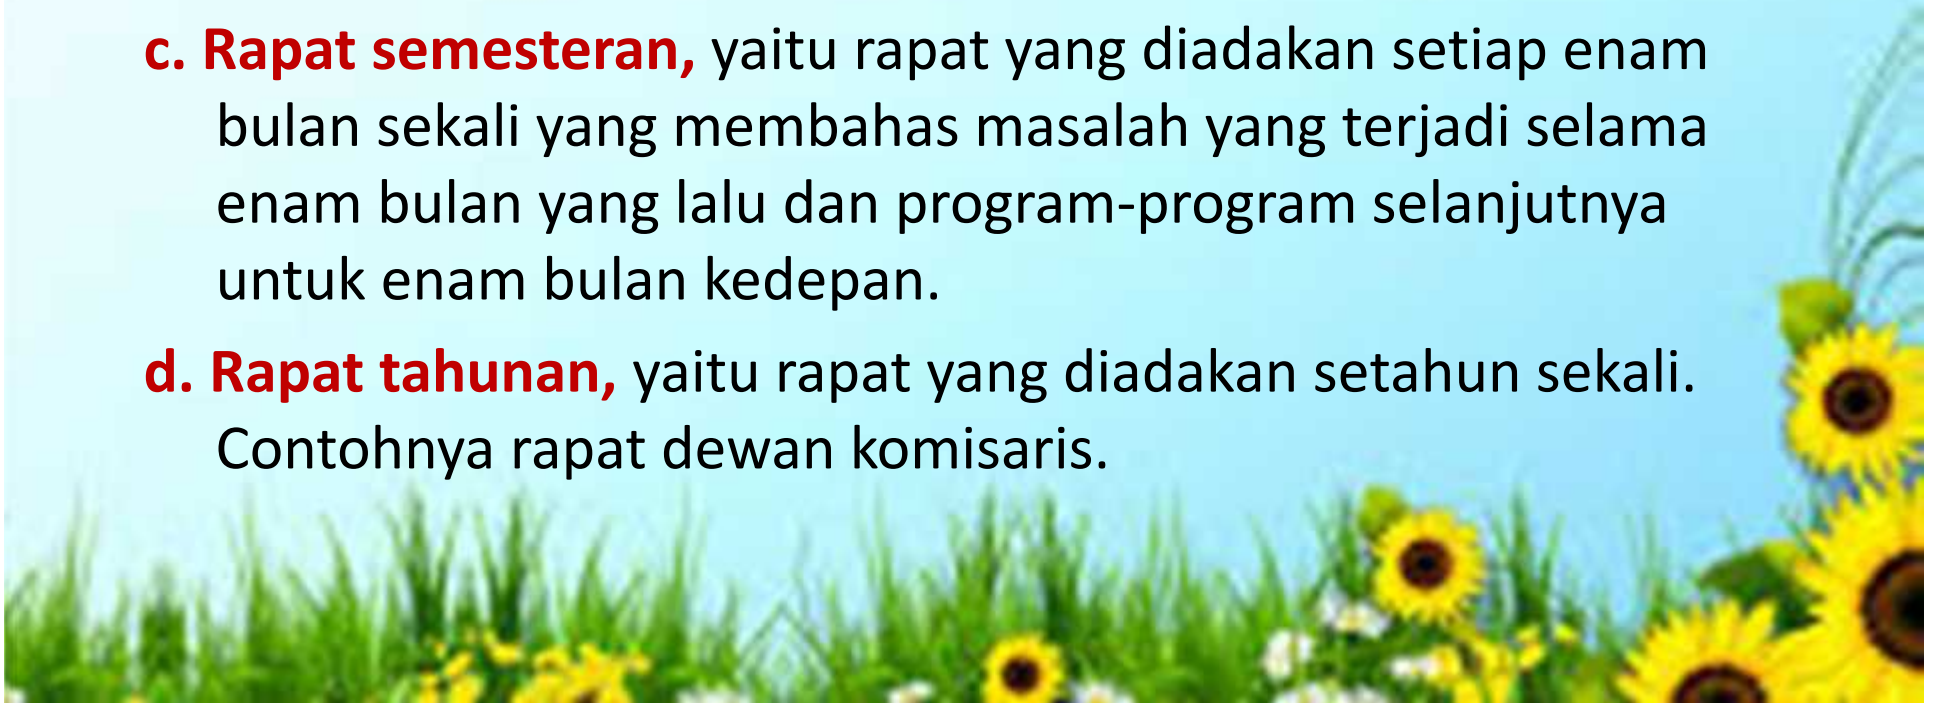 c. Rapat semesteran, yaitu rapat yang diadakan setiap enam
bulan sekali yang membahas masalah yang terjadi selama
enam bulan yang lalu dan program-program selanjutnya
untuk enam bulan kedepan.
d. Rapat tahunan, yaitu rapat yang diadakan setahun sekali.
Contohnya rapat dewan komisaris.